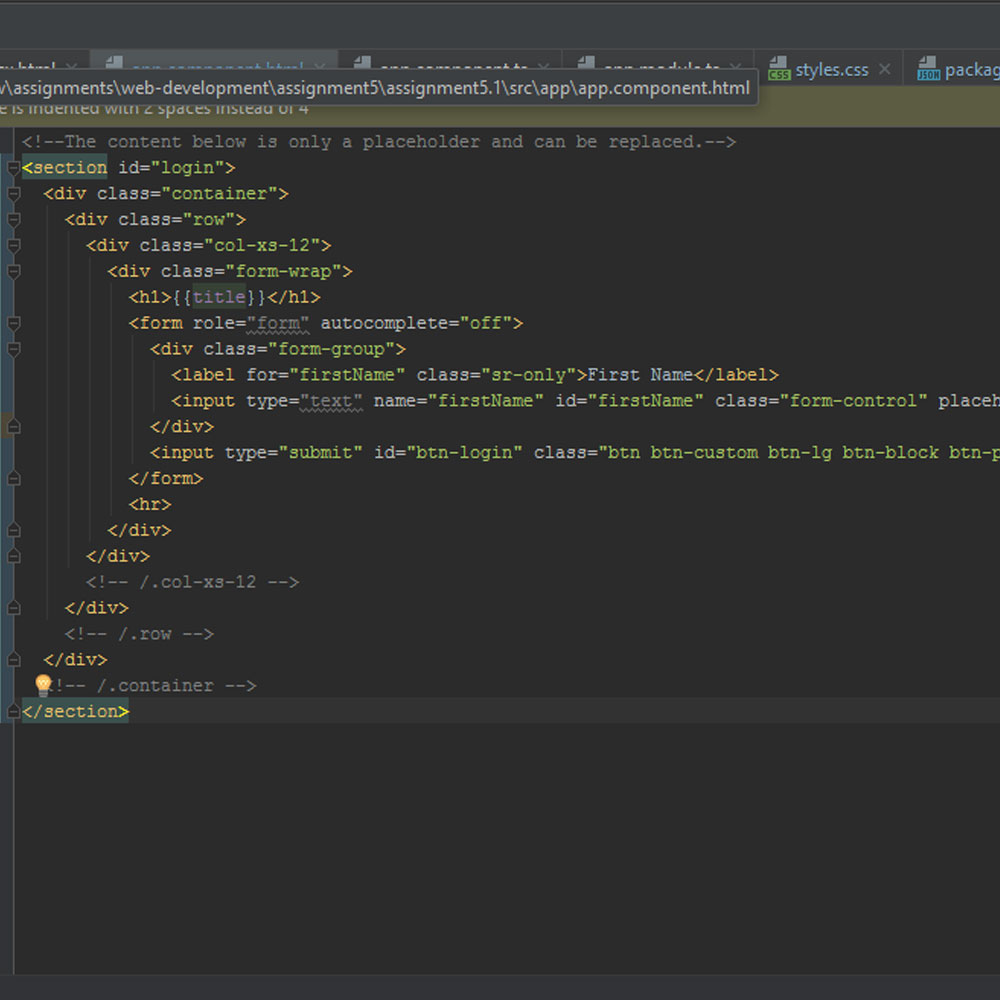 app.component.html
app.component.ts
app.module.ts
styles.css
w\assignments\web-development\assignment5\assignment5.1\src\app\app.component.html
is indented with 2 spaces instead of 4
<!--The content below is only a placeholder and can be replaced.-->
<section id="login">
<div class="container">
<div class="row">
<div class="col-xs-12">
<div class="form-wrap">
<h1>{{title}}</h1>
<form role="form" autocomplete="off">
<div class="form-group">
<label for="firstName" class="sr-only">First Name</label>
<input type="text" name="firstName" id="firstName" class="form-control" placeh
</div>
<input type="submit" id="btn-login" class="btn btn-custom btn-lg btn-block btn-p
</form>
<hr>
</div>
</div>
<!-- /.col-xs-12 -->
</div>
<!-- /.row -->
</div>
!-- /.container -->
</section>